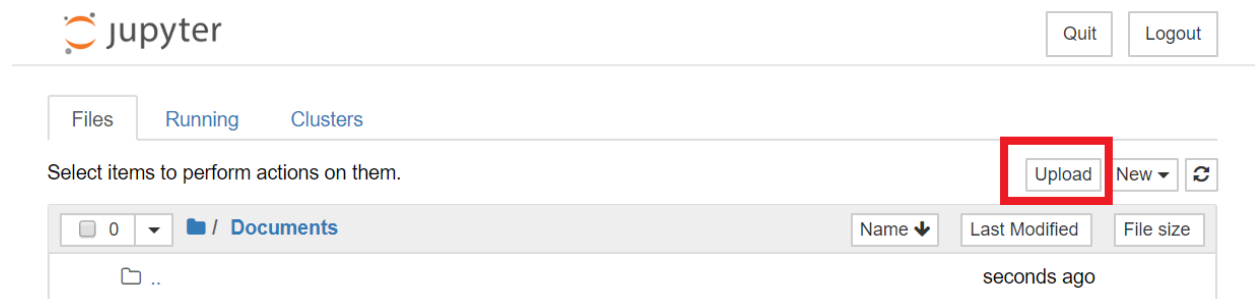 jupyter
Quit Logout
Files Running Clusters
Select items to perform actions on them.
Upload New
0 / Documents Name Last Modified File size
.. seconds ago